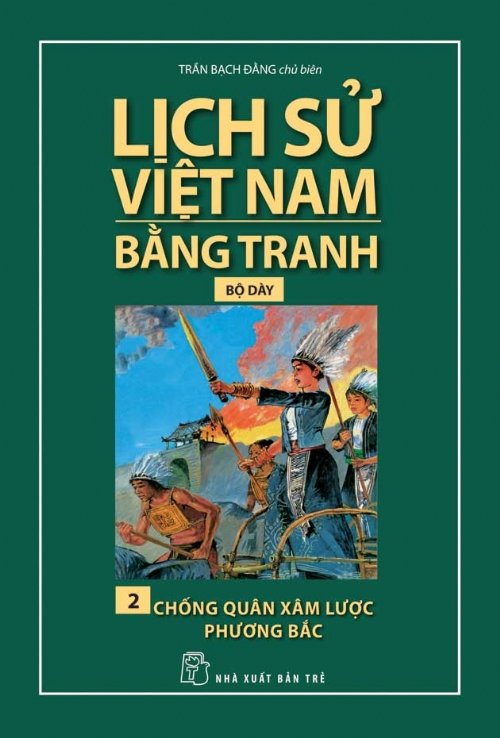 TRẦN BẠCH ĐẰNG chủ biên
LỊCH SỬ
VIỆT NAM
BẰNG TRANH
BỘ DÀY
2 CHỐNG QUÂN XÂM LƯỢC
PHƯƠNG BẮC
NHÀ XUẤT BẢN TRẺ